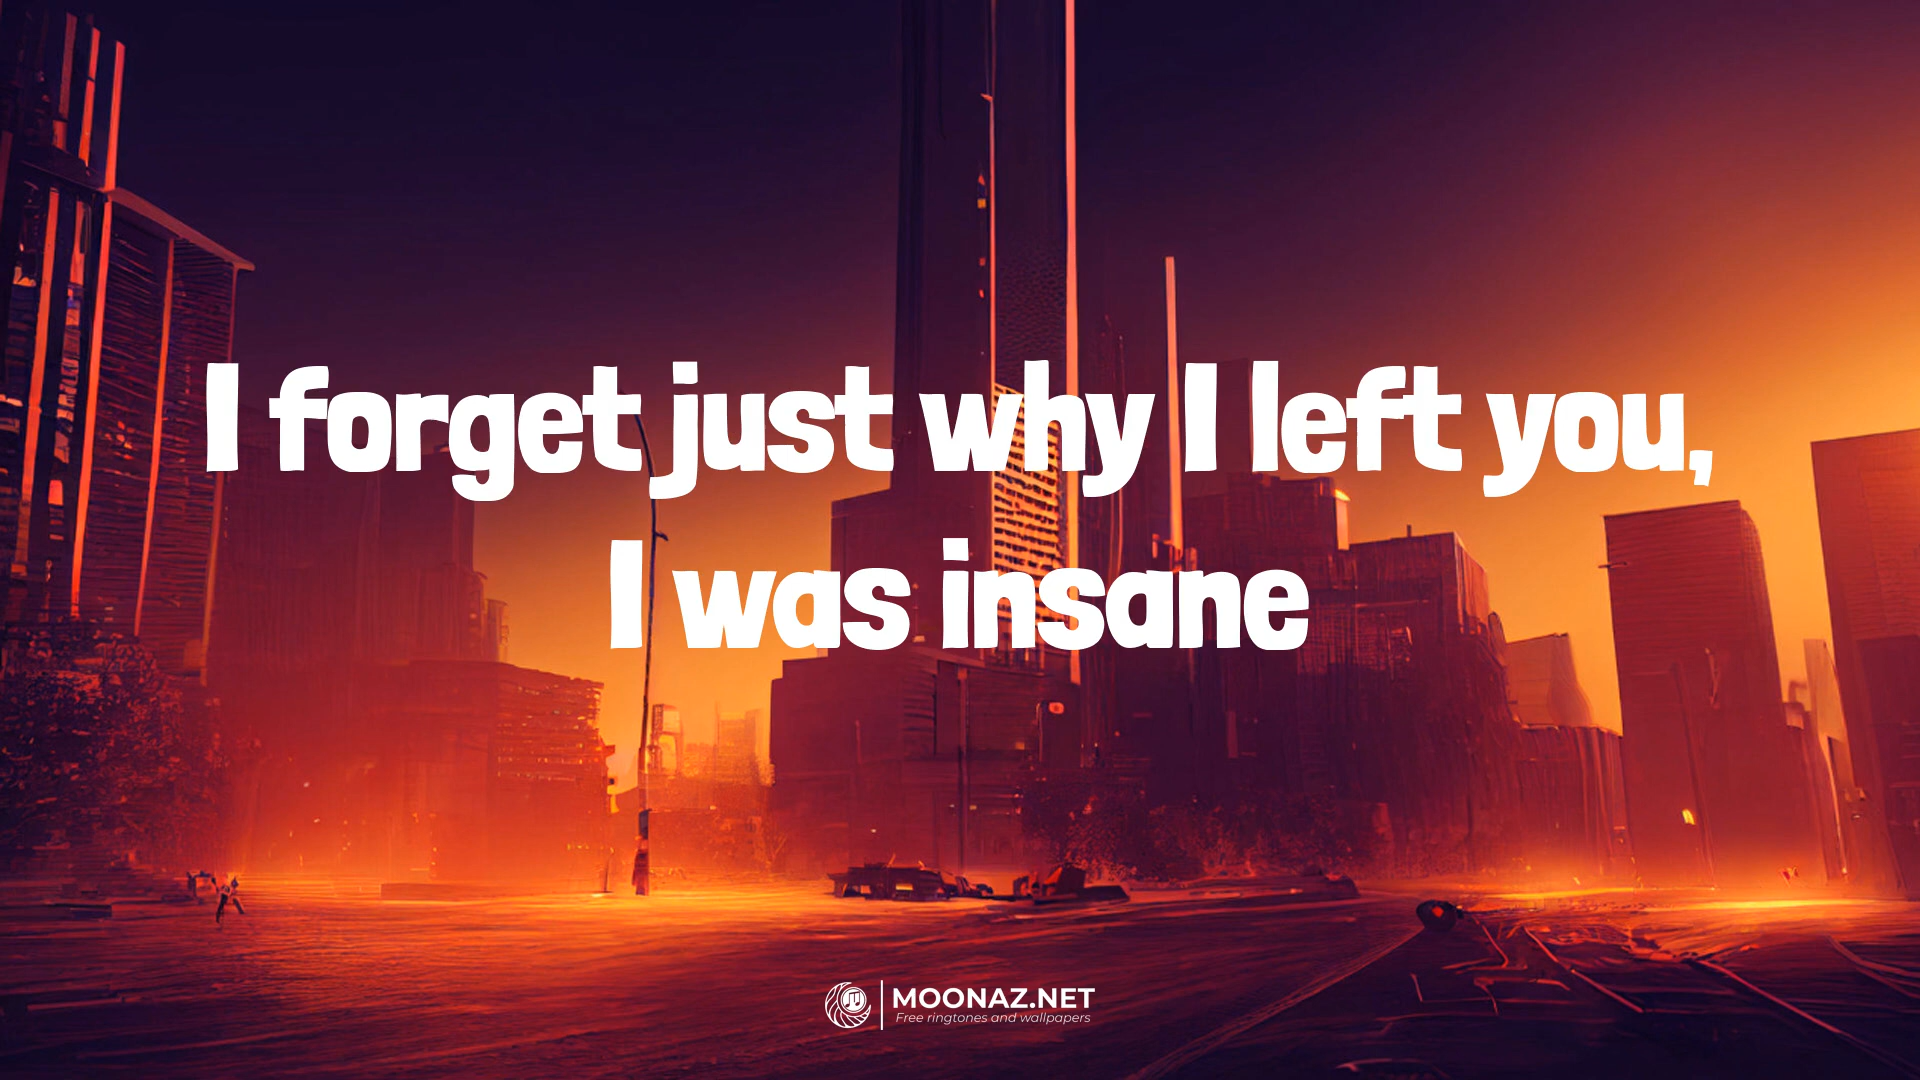 I forget just why I left you,
I was insane
MOONAZ.NET
Free ringtones and wallpapers